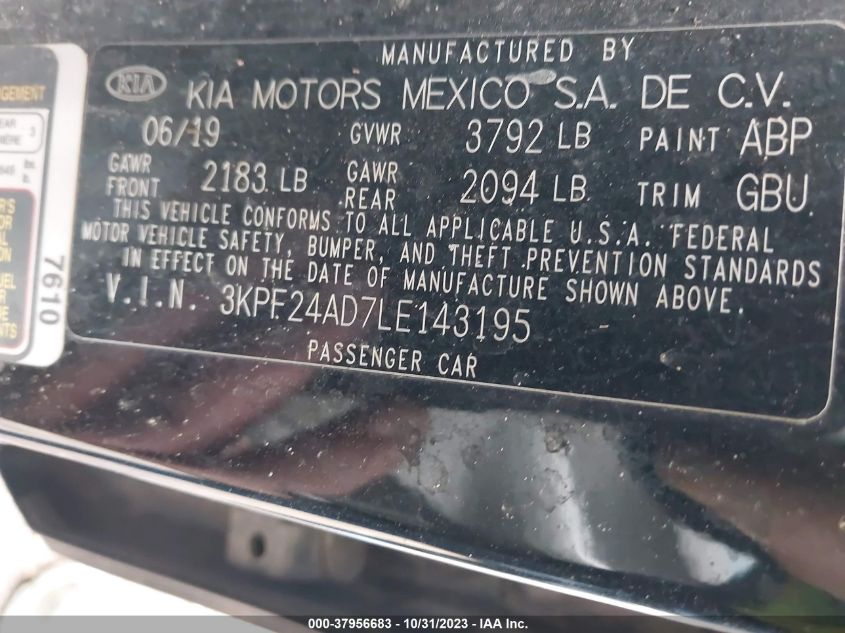 MANUFACTURED BY
KIA KIA MOTORS MEXICO S.A. DE C.V.
06/19 GVWR 3792 LB PAINT ABP
GAWR FRONT 2183 LB GAWR REAR 2094 LB TRIM GBU
THIS VEHICLE CONFORMS TO ALL APPLICABLE U.S.A. FEDERAL
MOTOR VEHICLE SAFETY, BUMPER, AND THEFT PREVENTION STANDARDS
IN EFFECT ON THE DATE OF MANUFACTURE SHOWN ABOVE.
V.I.N. 3KPF24AD7LE143195
PASSENGER CAR
7610
000-37956683 - 10/31/2023 - IAA Inc.